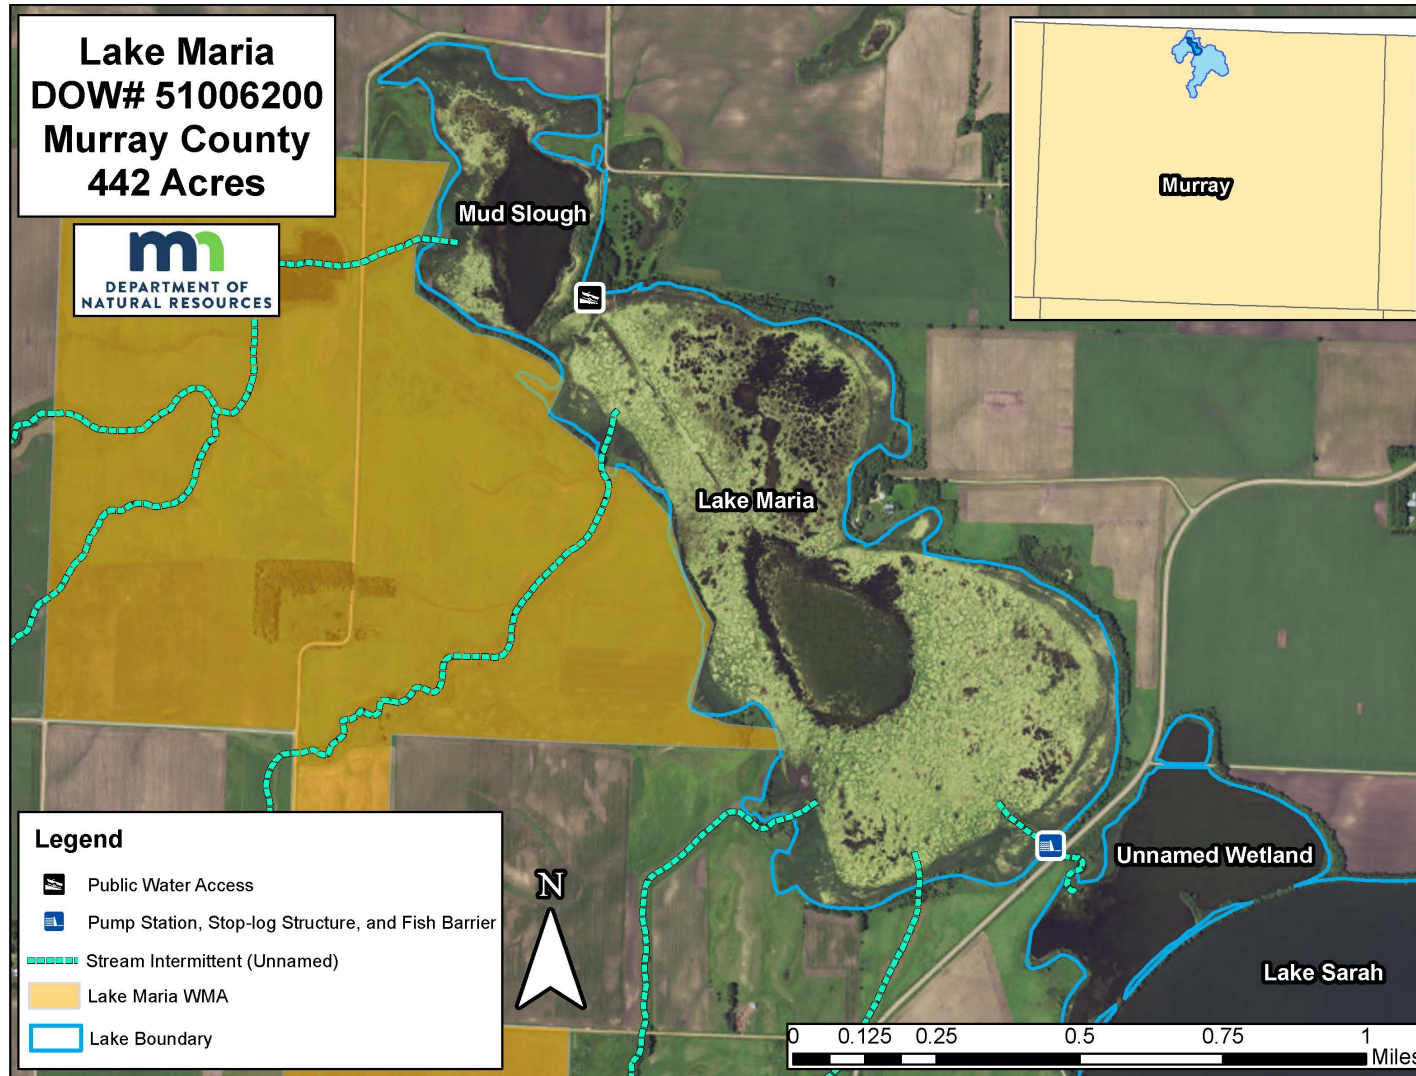 Lake Maria
DOW# 51006200
Murray County
442 Acres
mn
DEPARTMENT OF
NATURAL RESOURCES
Murray
Mud Slough
Lake Maria
Unnamed Wetland
Lake Sarah
Legend
Public Water Access
Pump Station, Stop-log Structure, and Fish Barrier
Stream Intermittent (Unnamed)
Lake Maria WMA
Lake Boundary
N
0 0.125 0.25 0.5 0.75 1
Miles